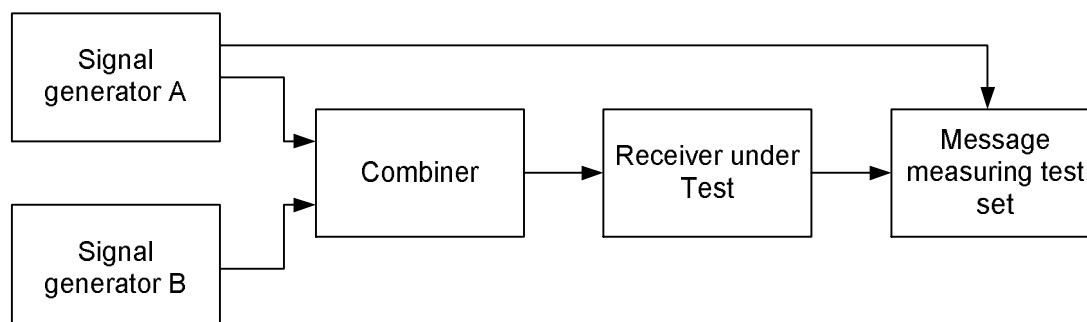 Signal
generator A
Combiner
Receiver under
Test
Message
measuring test
set
Signal
generator B